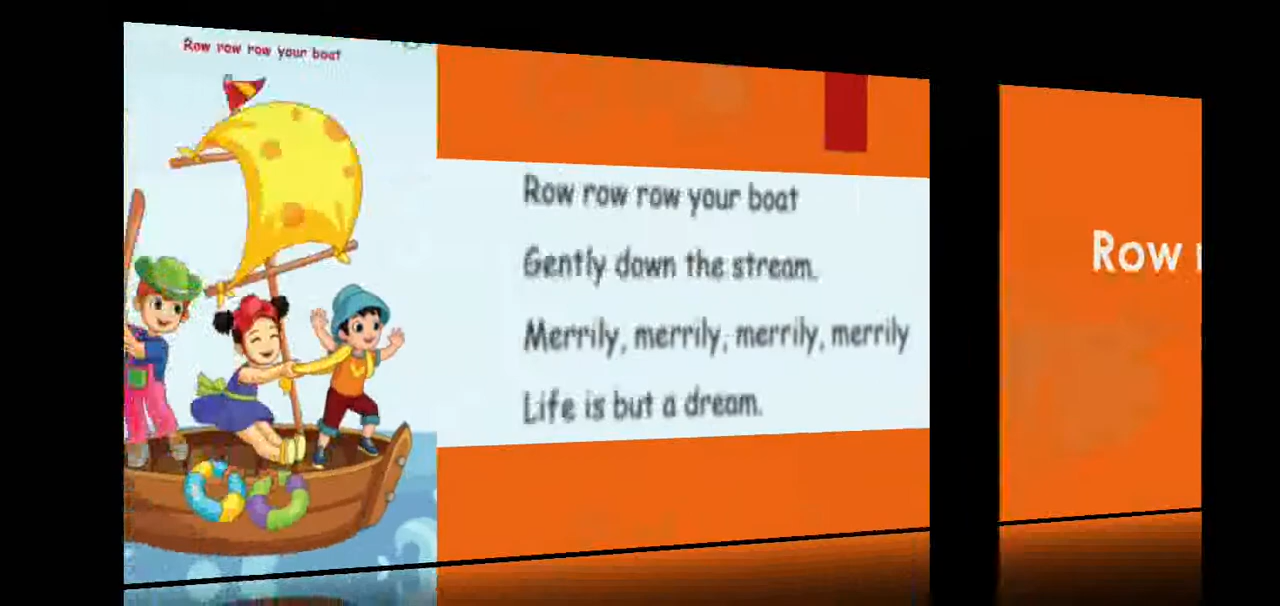 Row row row your boat
Row row row your boat
Gently down the stream.
Merrily, merrily, merrily, merrily
Life is but a dream.
Row